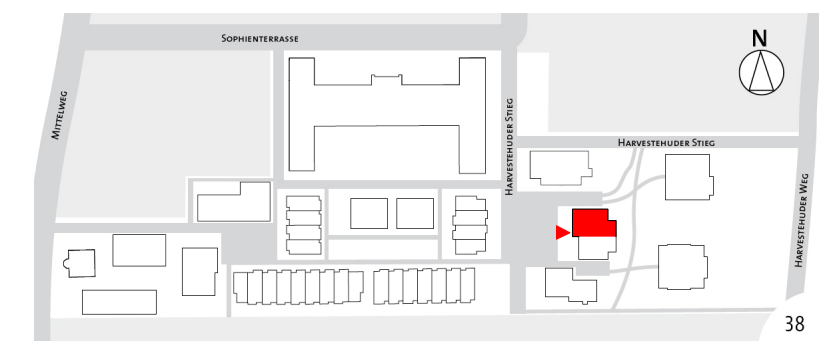 Sophienterrasse
N
Mittelweg
Harvestehuder Stieg
Harvestehuder Stieg
Harvestehuder Weg
38